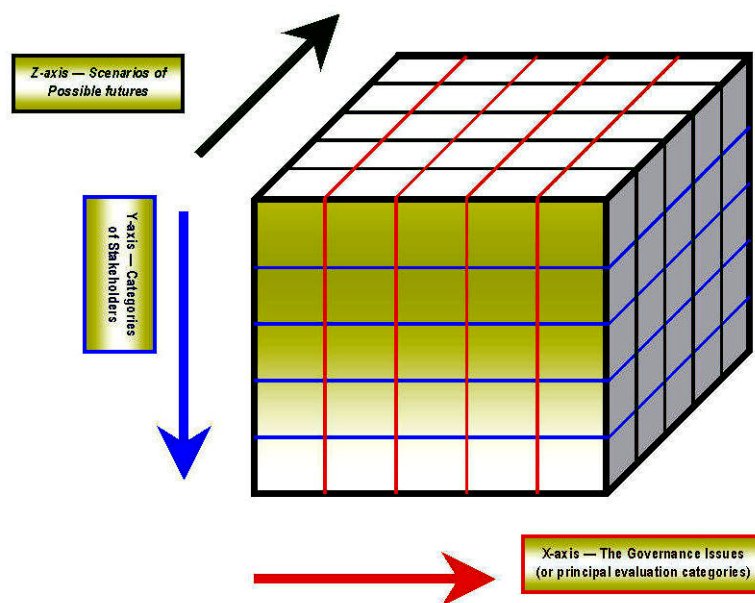 Z-axis — Scenarios of
Possible futures
Y-axis — Categories
of Stakeholders
X-axis — The Governance Issues
(or principal evaluation categories)